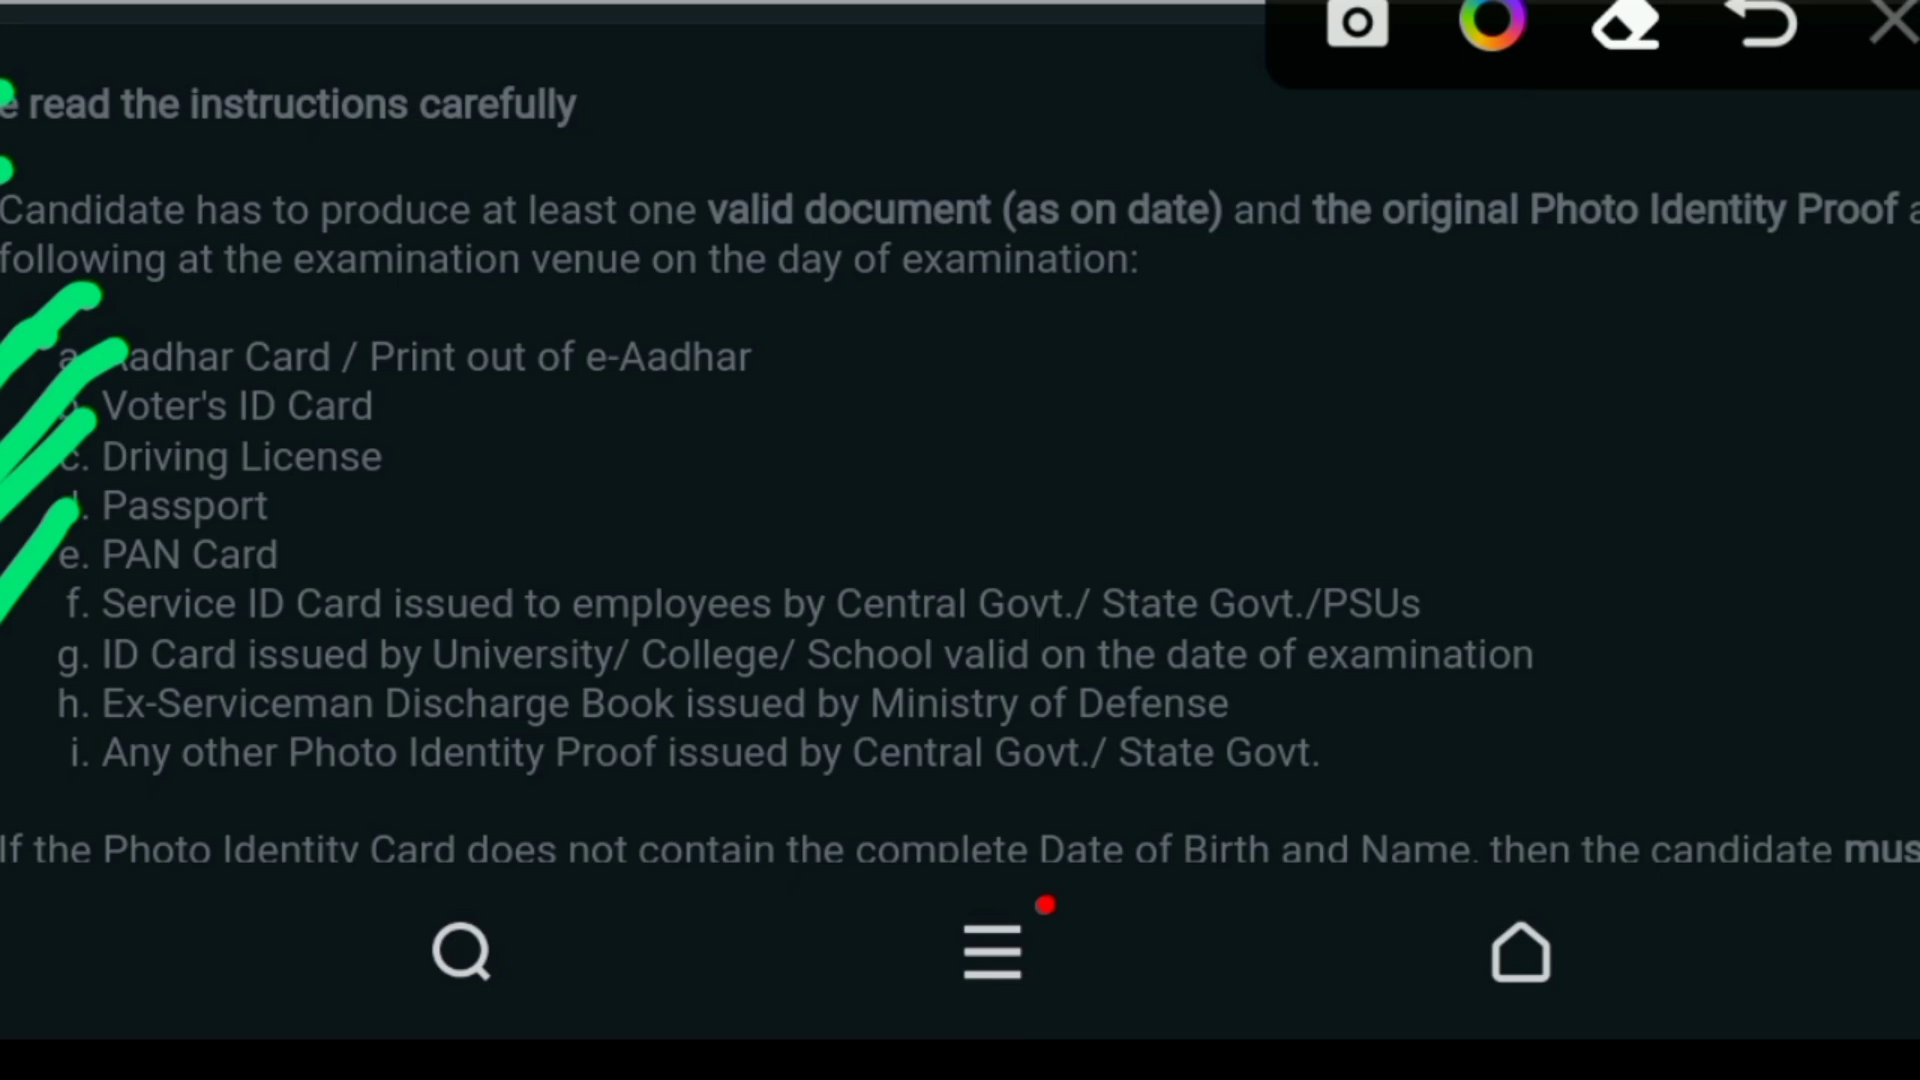 read the instructions carefully
Candidate has to produce at least one valid document (as on date) and the original Photo Identity Proof
following at the examination venue on the day of examination:
a. Aadhar Card / Print out of e-Aadhar
b. Voter's ID Card
c. Driving License
d. Passport
e. PAN Card
f. Service ID Card issued to employees by Central Govt./ State Govt./PSUs
g. ID Card issued by University/ College/ School valid on the date of examination
h. Ex-Serviceman Discharge Book issued by Ministry of Defense
i. Any other Photo Identity Proof issued by Central Govt./ State Govt.
If the Photo Identity Card does not contain the complete Date of Birth and Name, then the candidate